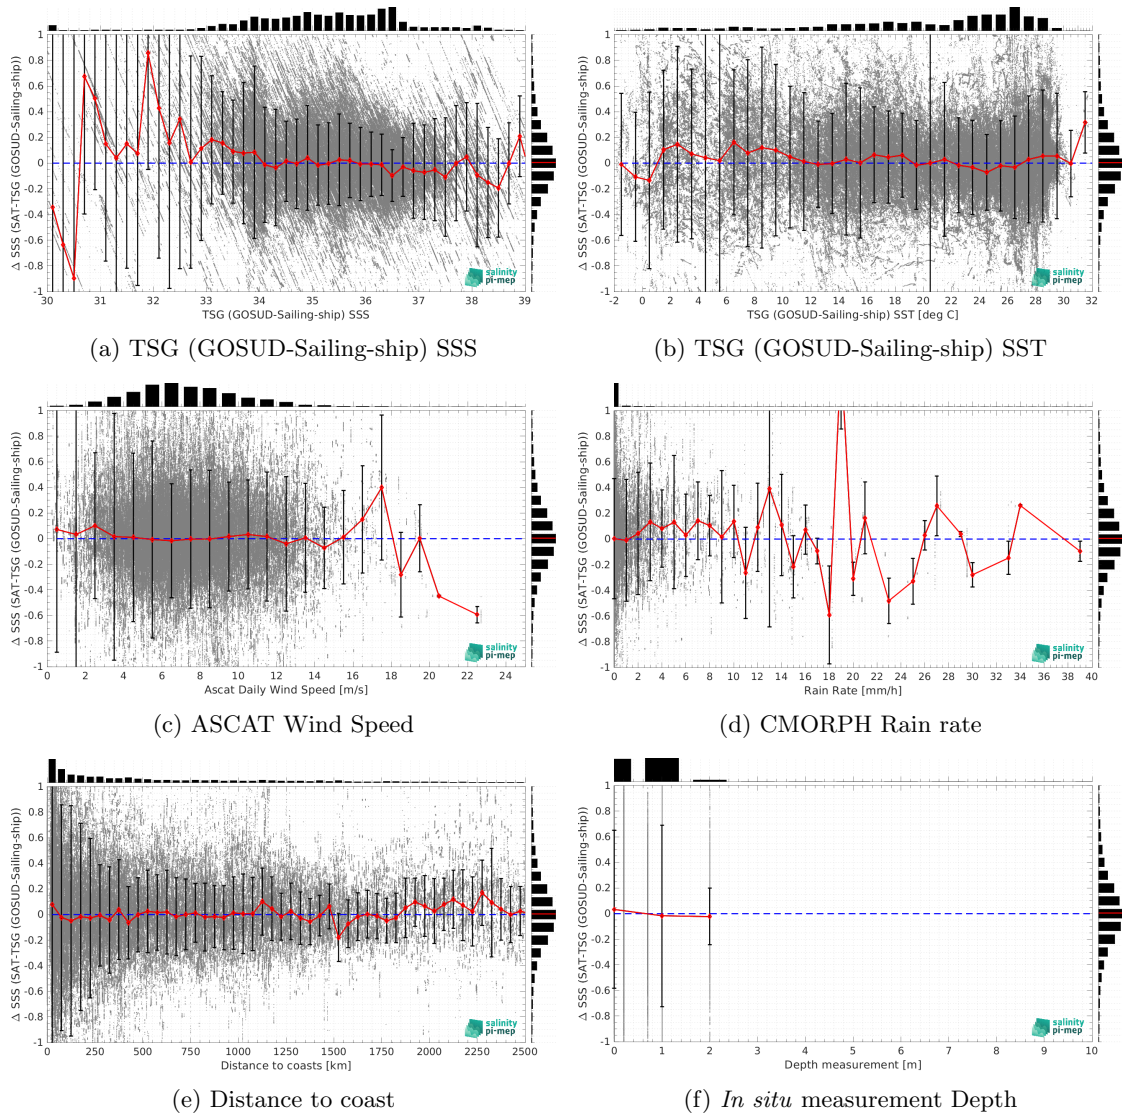 1
0.8
0.6
0.4
0.2
0
-0.2
-0.4
-0.6
-0.8
-1
Δ SSS (SAT-TSG (GOSUD-Sailing-ship))
salinity
pi-mep
30 31 32 33 34 35 36 37 38 39
TSG (GOSUD-Sailing-ship) SSS
(a) TSG (GOSUD-Sailing-ship) SSS
1
0.8
0.6
0.4
0.2
0
-0.2
-0.4
-0.6
-0.8
-1
Δ SSS (SAT-TSG (GOSUD-Sailing-ship))
salinity
pi-mep
-2 0 2 4 6 8 10 12 14 16 18 20 22 24 26 28 30 32
TSG (GOSUD-Sailing-ship) SST [deg C]
(b) TSG (GOSUD-Sailing-ship) SST
1
0.8
0.6
0.4
0.2
0
-0.2
-0.4
-0.6
-0.8
-1
Δ SSS (SAT-TSG (GOSUD-Sailing-ship))
salinity
pi-mep
0 2 4 6 8 10 12 14 16 18 20 22 24
Ascat Daily Wind Speed [m/s]
(c) ASCAT Wind Speed
1
0.8
0.6
0.4
0.2
0
-0.2
-0.4
-0.6
-0.8
-1
Δ SSS (SAT-TSG (GOSUD-Sailing-ship))
salinity
pi-mep
0 2 4 6 8 10 12 14 16 18 20 22 24 26 28 30 32 34 36 38 40
Rain Rate [mm/h]
(d) CMORPH Rain rate
1
0.8
0.6
0.4
0.2
0
-0.2
-0.4
-0.6
-0.8
-1
Δ SSS (SAT-TSG (GOSUD-Sailing-ship))
salinity
pi-mep
0 250 500 750 1000 1250 1500 1750 2000 2250 2500
Distance to coasts [km]
(e) Distance to coast
1
0.8
0.6
0.4
0.2
0
-0.2
-0.4
-0.6
-0.8
-1
Δ SSS (SAT-TSG (GOSUD-Sailing-ship))
salinity
pi-mep
0 1 2 3 4 5 6 7 8 9 10
Depth measurement [m]
(f) In situ measurement Depth